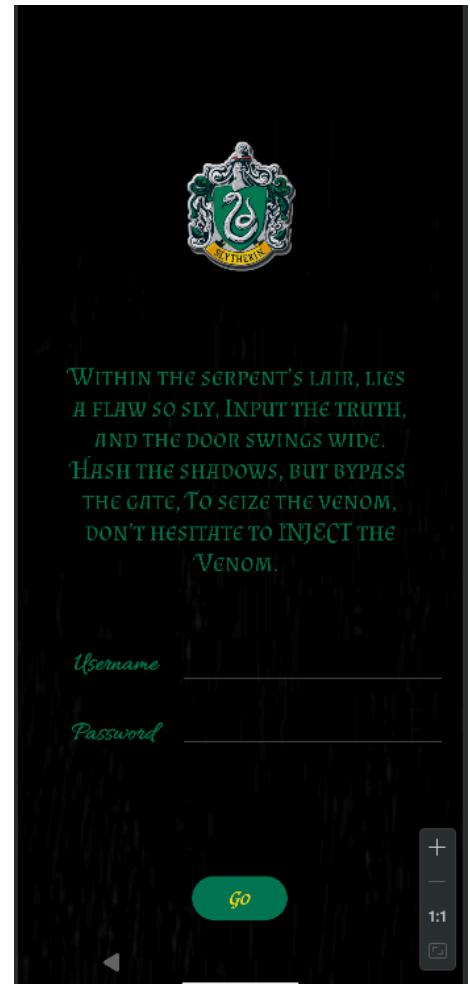 SLYTHERIN
Within the serpent's lair, lies
a flaw so sly, Input the truth,
and the door swings wide.
Hash the shadows, but bypass
the gate, To seize the venom,
don't hesitate to INJECT the
Venom.
Username
Password
Go
1:1